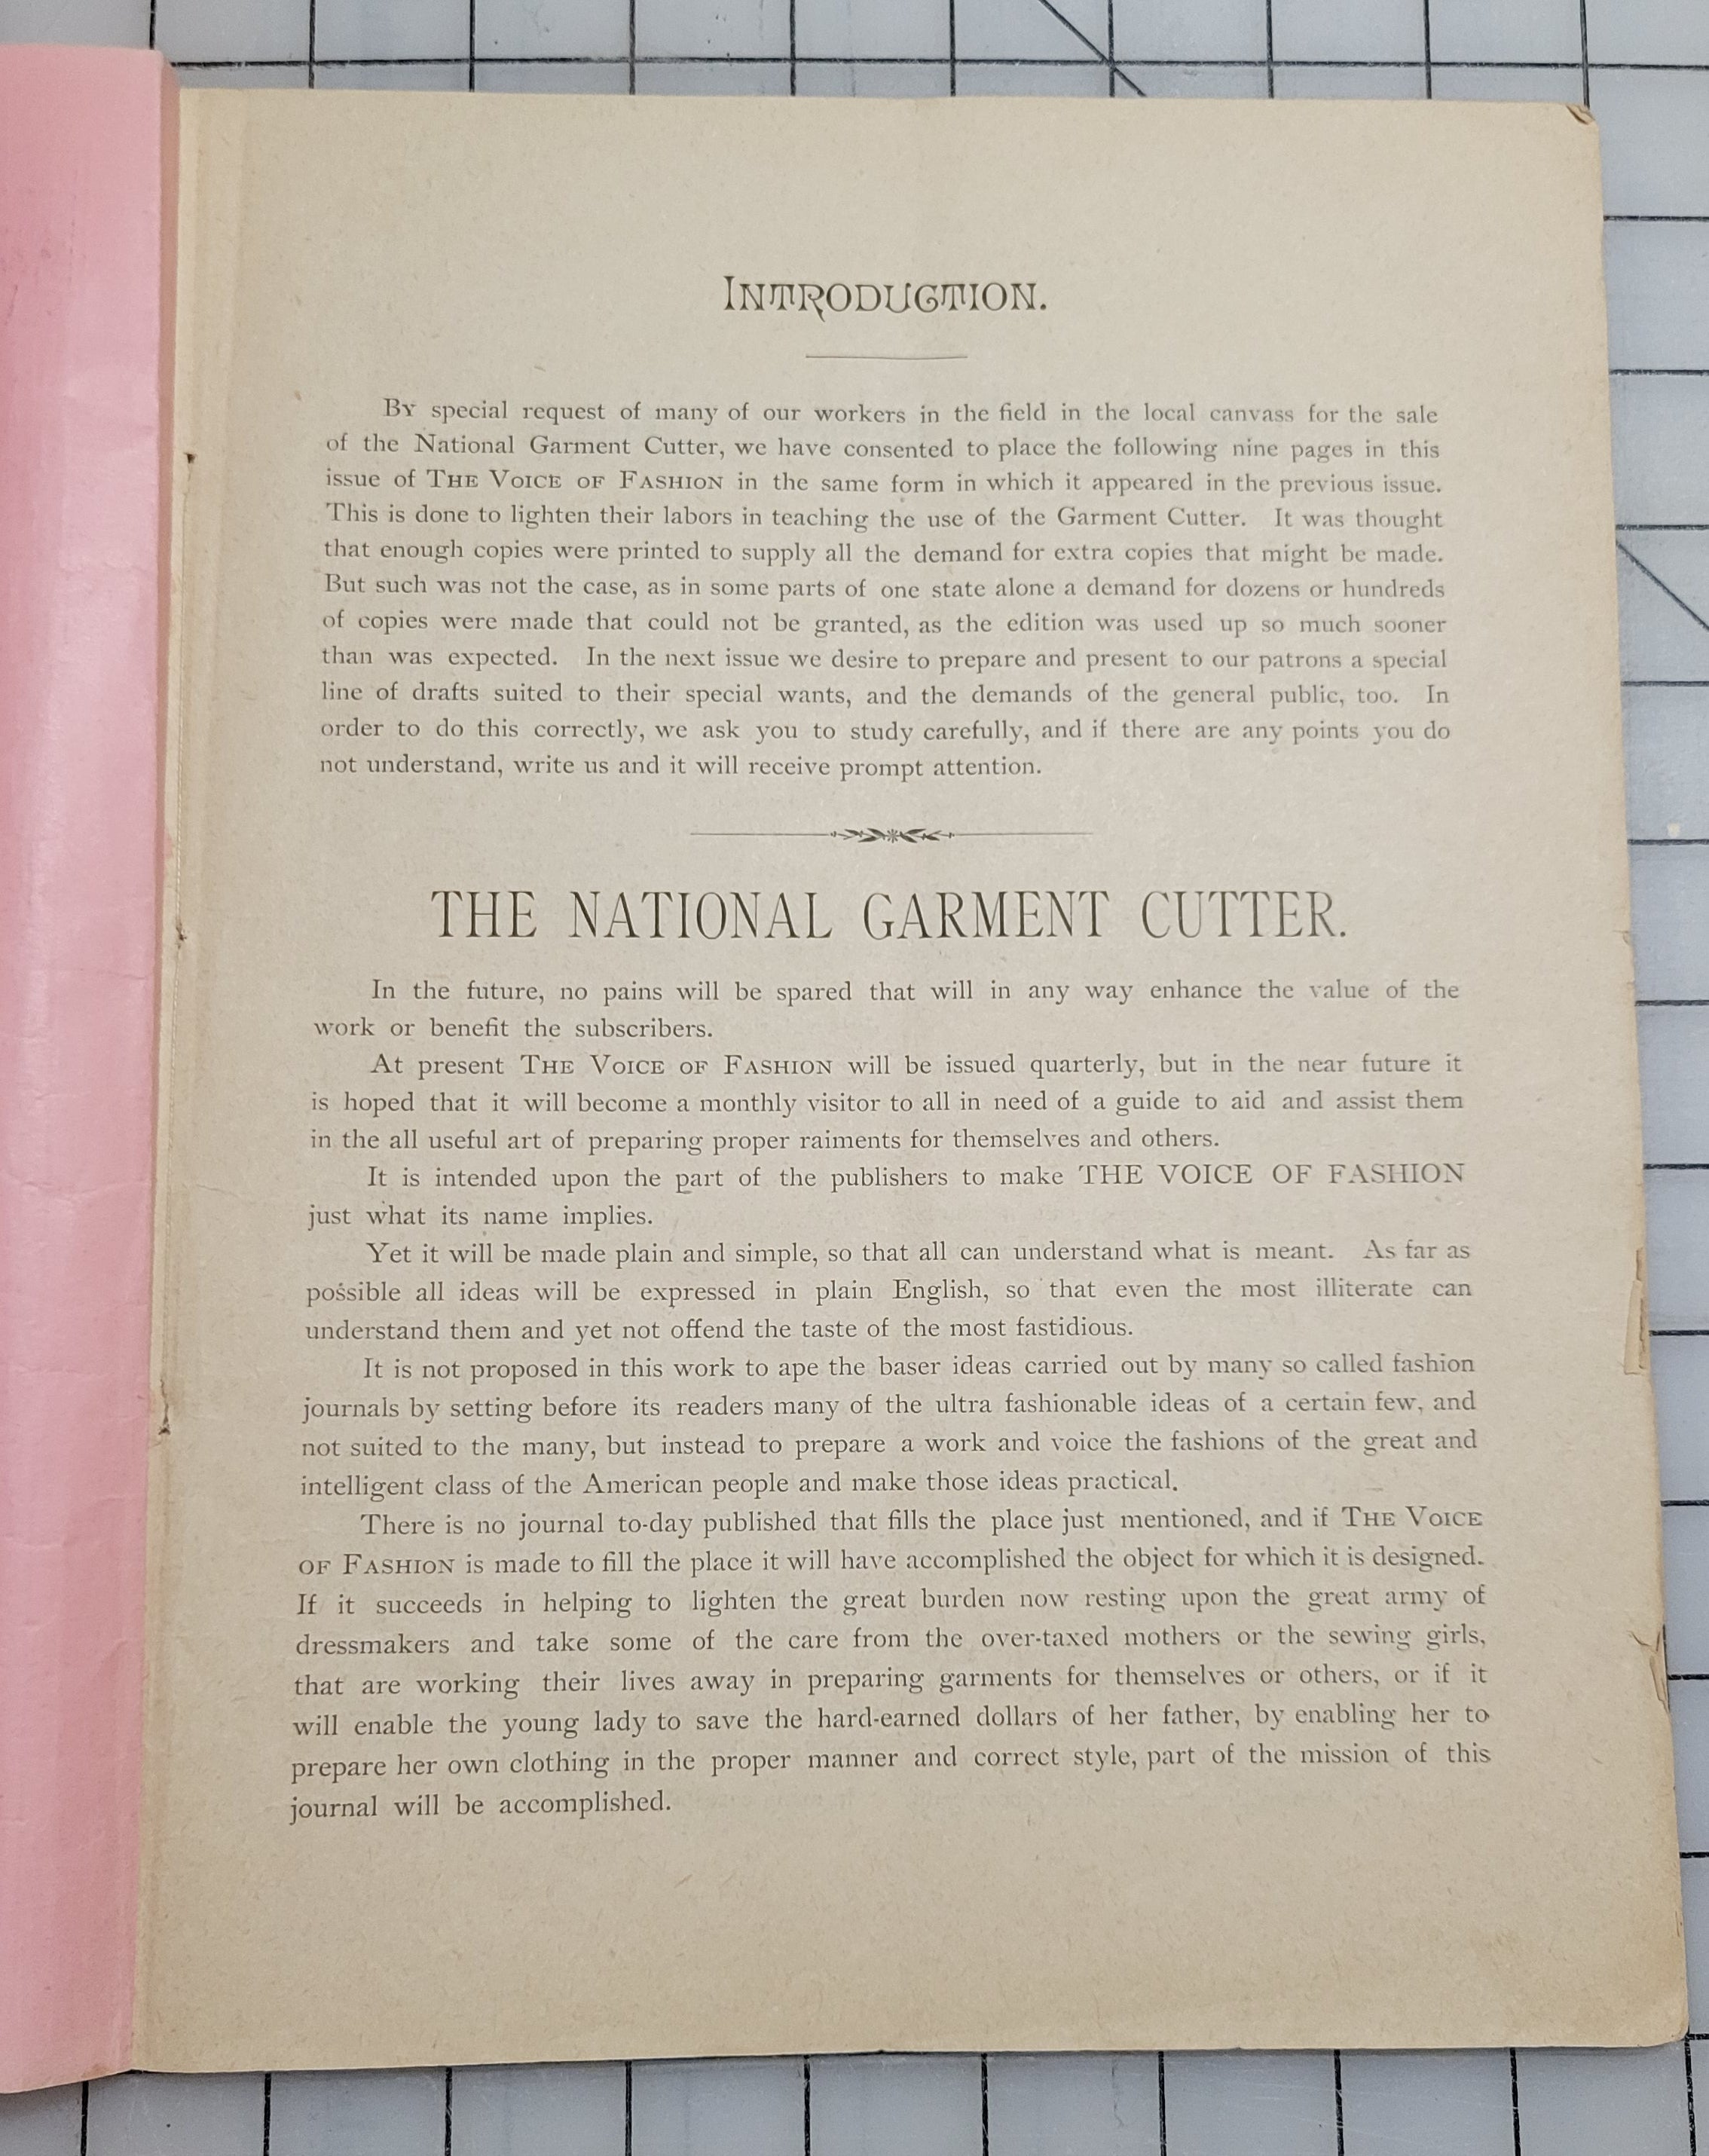 INTRODUCTION.
BY special request of many of our workers in the field in the local canvass for the sale
of the National Garment Cutter, we have consented to place the following nine pages in this
issue of THE VOICE OF FASHION in the same form in which it appeared in the previous issue.
This is done to lighten their labors in teaching the use of the Garment Cutter. It was thought
that enough copies were printed to supply all the demand for extra copies that might be made.
But such was not the case, as in some parts of one state alone a demand for dozens or hundreds
of copies were made that could not be granted, as the edition was used up so much sooner
than was expected. In the next issue we desire to prepare and present to our patrons a special
line of drafts suited to their special wants, and the demands of the general public, too. In
order to do this correctly, we ask you to study carefully, and if there are any points you do
not understand, write us and it will receive prompt attention.
THE NATIONAL GARMENT CUTTER.
In the future, no pains will be spared that will in any way enhance the value of the
work or benefit the subscribers.
At present THE VOICE OF FASHION will be issued quarterly, but in the near future it
is hoped that it will become a monthly visitor to all in need of a guide to aid and assist them
in the all useful art of preparing proper raiments for themselves and others.
It is intended upon the part of the publishers to make THE VOICE OF FASHION
just what its name implies.
Yet it will be made plain and simple, so that all can understand what is meant. As far as
possible all ideas will be expressed in plain English, so that even the most illiterate can
understand them and yet not offend the taste of the most fastidious.
It is not proposed in this work to ape the baser ideas carried out by many so called fashion
journals by setting before its readers many of the ultra fashionable ideas of a certain few, and
not suited to the many, but instead to prepare a work and voice the fashions of the great and
intelligent class of the American people and make those ideas practical.
There is no journal to-day published that fills the place just mentioned, and if THE VOICE
OF FASHION is made to fill the place it will have accomplished the object for which it is designed.
If it succeeds in helping to lighten the great burden now resting upon the great army of
dressmakers and take some of the care from the over-taxed mothers or the sewing girls,
that are working their lives away in preparing garments for themselves or others, or if it
will enable the young lady to save the hard-earned dollars of her father, by enabling her to
prepare her own clothing in the proper manner and correct style, part of the mission of this
journal will be accomplished.